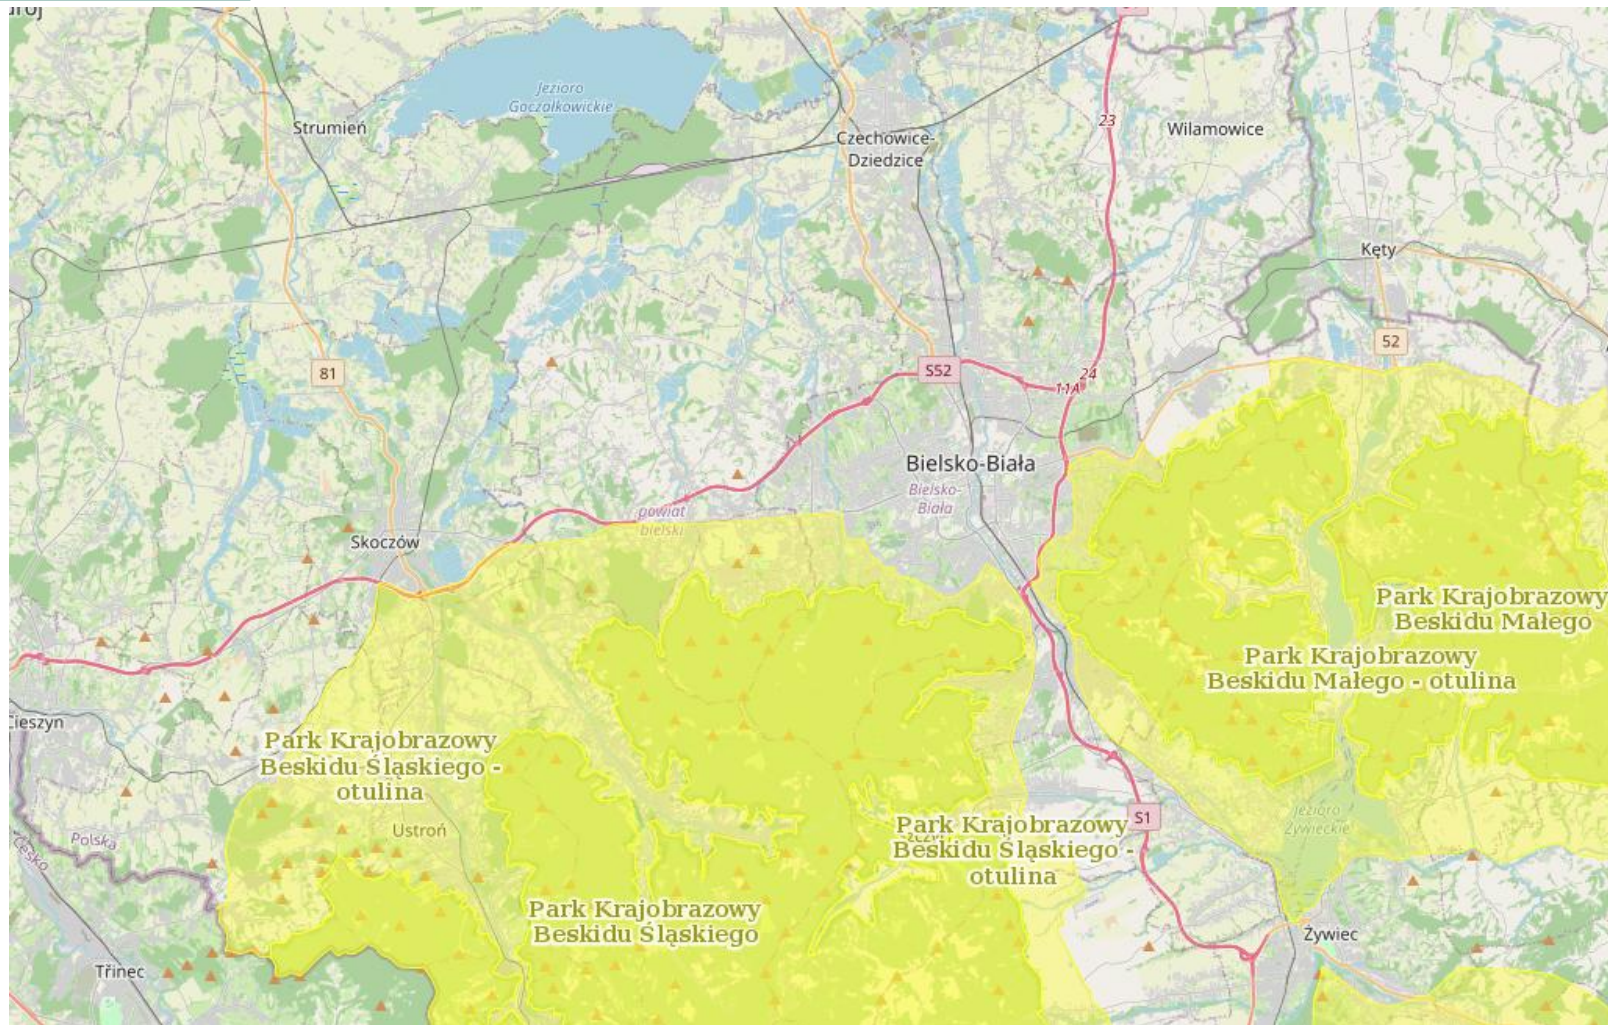 Jezioro
Goczałkowickie
Strumień
Czechowice-
Dziedzice
23
Wilamowice
Kęty
52
81
S52
24
11A
Bielsko-Biała
Bielsko-
Biała
powiat
bielski
Skoczów
Park Krajobrazowy
Beskidu Małego
Park Krajobrazowy
Beskidu Małego - otulina
Cieszyn
Park Krajobrazowy
Beskidu Śląskiego -
otulina
Ustroń
Polska
Česko
Park Krajobrazowy
Beskidu Śląskiego -
otulina
S1
Jezioro
Żywieckie
Park Krajobrazowy
Beskidu Śląskiego
Żywiec
Třinec